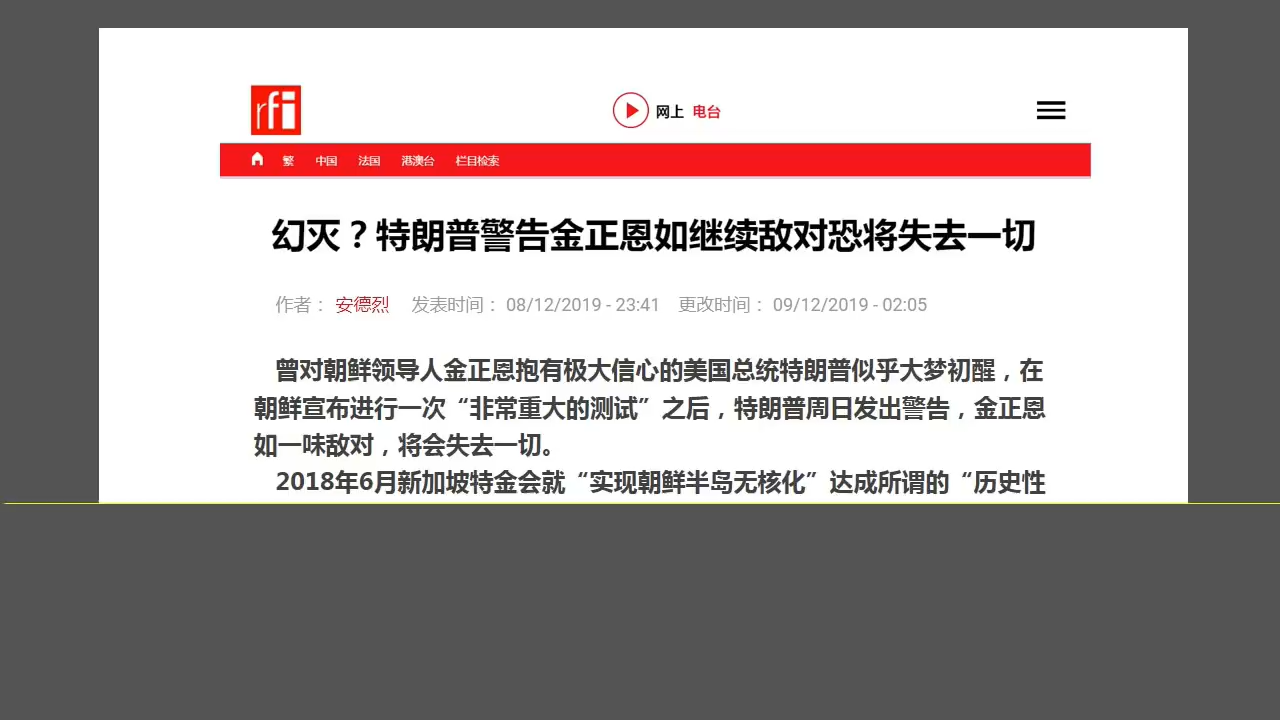 rfi
网上 电台
繁 中国 法国 港澳台 栏目检索
幻灭？特朗普警告金正恩如继续敌对恐将失去一切
作者： 安德烈 发表时间： 08/12/2019 - 23:41 更改时间： 09/12/2019 - 02:05
曾对朝鲜领导人金正恩抱有极大信心的美国总统特朗普似乎大梦初醒，在
朝鲜宣布进行一次“非常重大的测试”之后，特朗普周日发出警告，金正恩
如一味敌对，将会失去一切。
2018年6月新加坡特金会就“实现朝鲜半岛无核化”达成所谓的“历史性